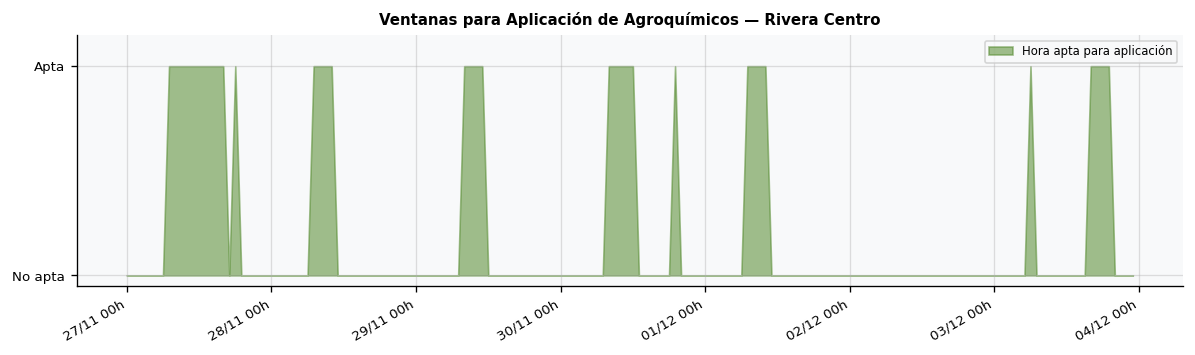 Ventanas para Aplicación de Agroquímicos — Rivera Centro
Hora apta para aplicación
Apta
No apta
27/11 00h
28/11 00h
29/11 00h
30/11 00h
01/12 00h
02/12 00h
03/12 00h
04/12 00h